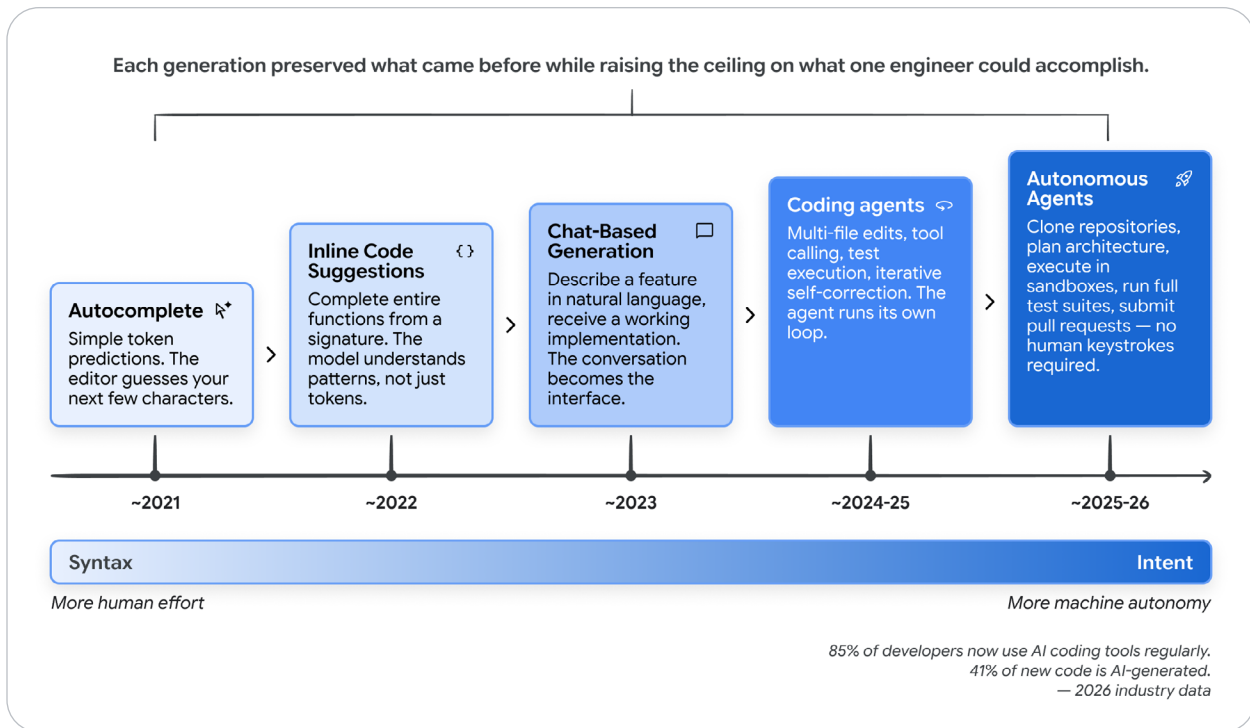 Each generation preserved what came before while raising the ceiling on what one engineer could accomplish.
Autocomplete
Simple token
predictions. The
editor guesses your
next few characters.
Inline Code
Suggestions
Complete entire
functions from a
signature. The
model understands
patterns, not just
tokens.
Chat-Based
Generation
Describe a feature
in natural language,
receive a working
implementation.
The conversation
becomes the
interface.
Coding agents
Multi-file edits, tool
calling, test
execution, iterative
self-correction. The
agent runs its own
loop.
Autonomous
Agents
Clone repositories,
plan architecture,
execute in
sandboxes, run full
test suites, submit
pull requests — no
human keystrokes
required.
~2021
~2022
~2023
~2024-25
~2025-26
Syntax
Intent
More human effort
More machine autonomy
85% of developers now use AI coding tools regularly.
41% of new code is AI-generated.
— 2026 industry data